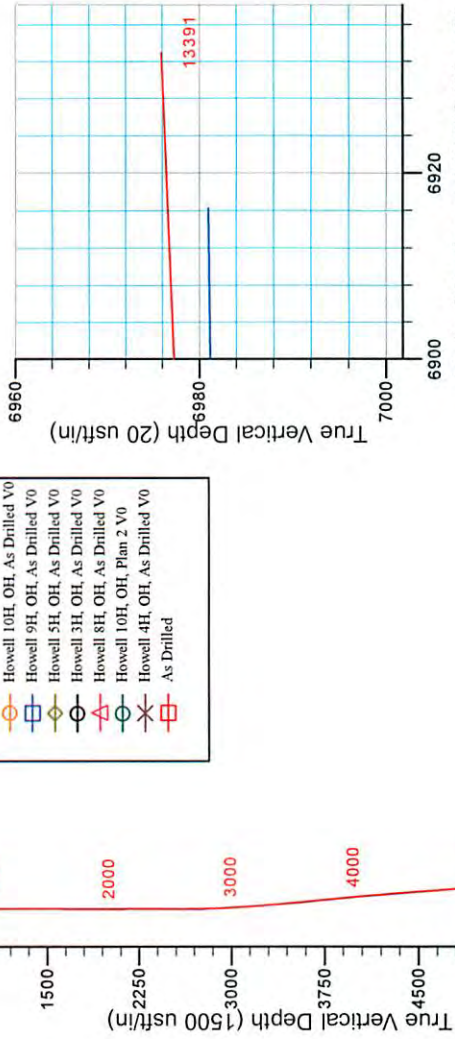 1500
2250
3000
3750
4500
True Vertical Depth (1500 usft/in)
2000
3000
4000
Howell 10H, OH, As Drilled V0
Howell 9H, OH, As Drilled V0
Howell 5H, OH, As Drilled V0
Howell 3H, OH, As Drilled V0
Howell 8H, OH, As Drilled V0
Howell 10H, OH, Plan 2 V0
Howell 4H, OH, As Drilled V0
As Drilled
True Vertical Depth (20 usft/in)
6960
6980
7000
13391
6900
6920